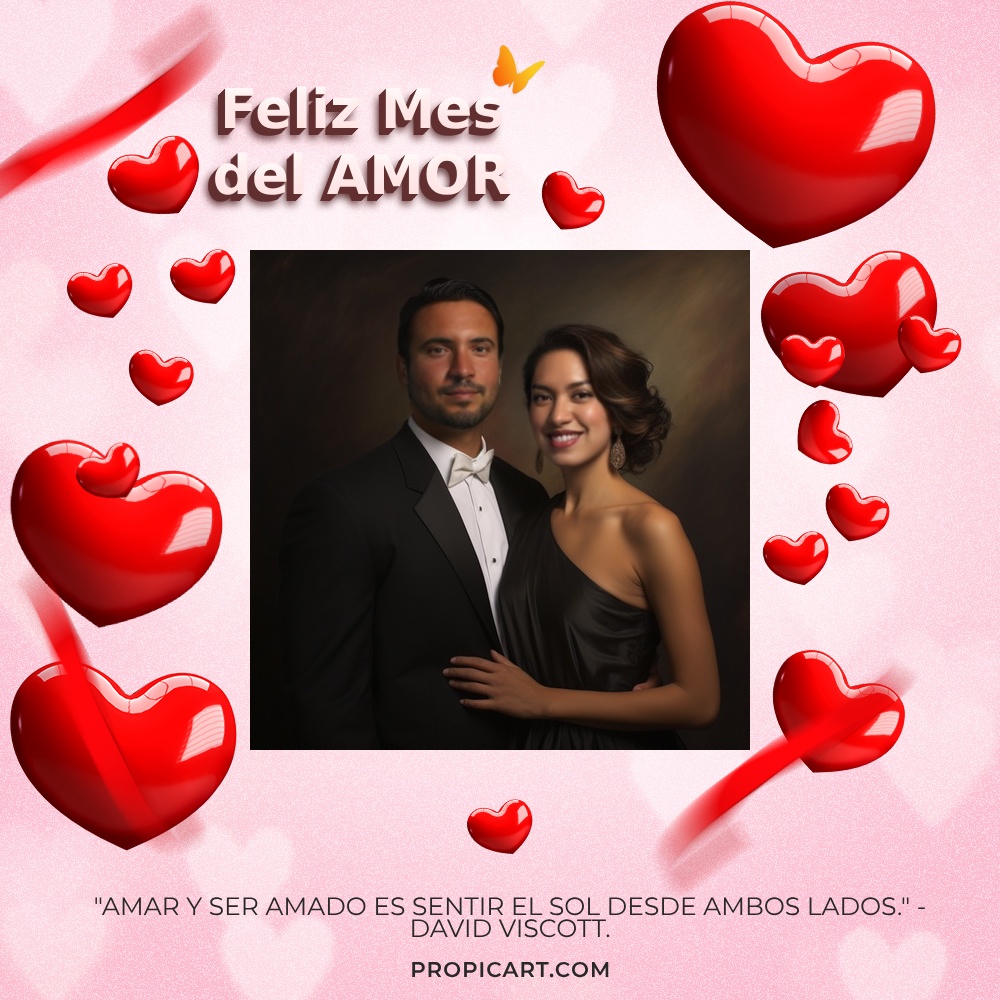 Feliz Mes
del AMOR
"AMAR Y SER AMADO ES SENTIR EL SOL DESDE AMBOS LADOS." -
DAVID VISCOTT.
PROPICART.COM